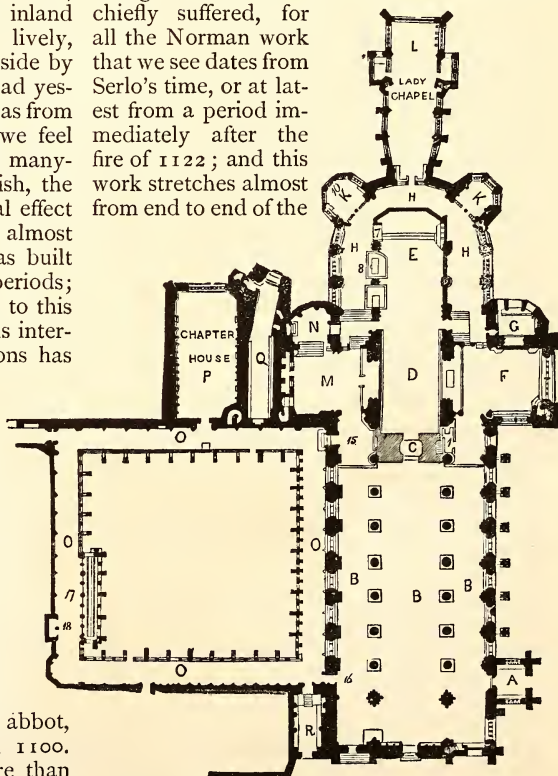 inland
lively,
side by
ad yes-
as from
we feel
many-
ish, the
al effect
almost
as built
periods;
to this
s inter-
ons has
abbot,
1100.
re than
chiefly suffered, for
all the Norman work
that we see dates from
Serlo's time, or at lat-
est from a period im-
mediately after the
fire of 1122; and this
work stretches almost
from end to end of the
L
LADY
CHAPEL
K
H
K
H
E
H
8
N
G
CHAPTER
HOUSE
P
Q
M
D
F
O
15
C
1
O
O
B
B
B
17
18
O
16
A
R